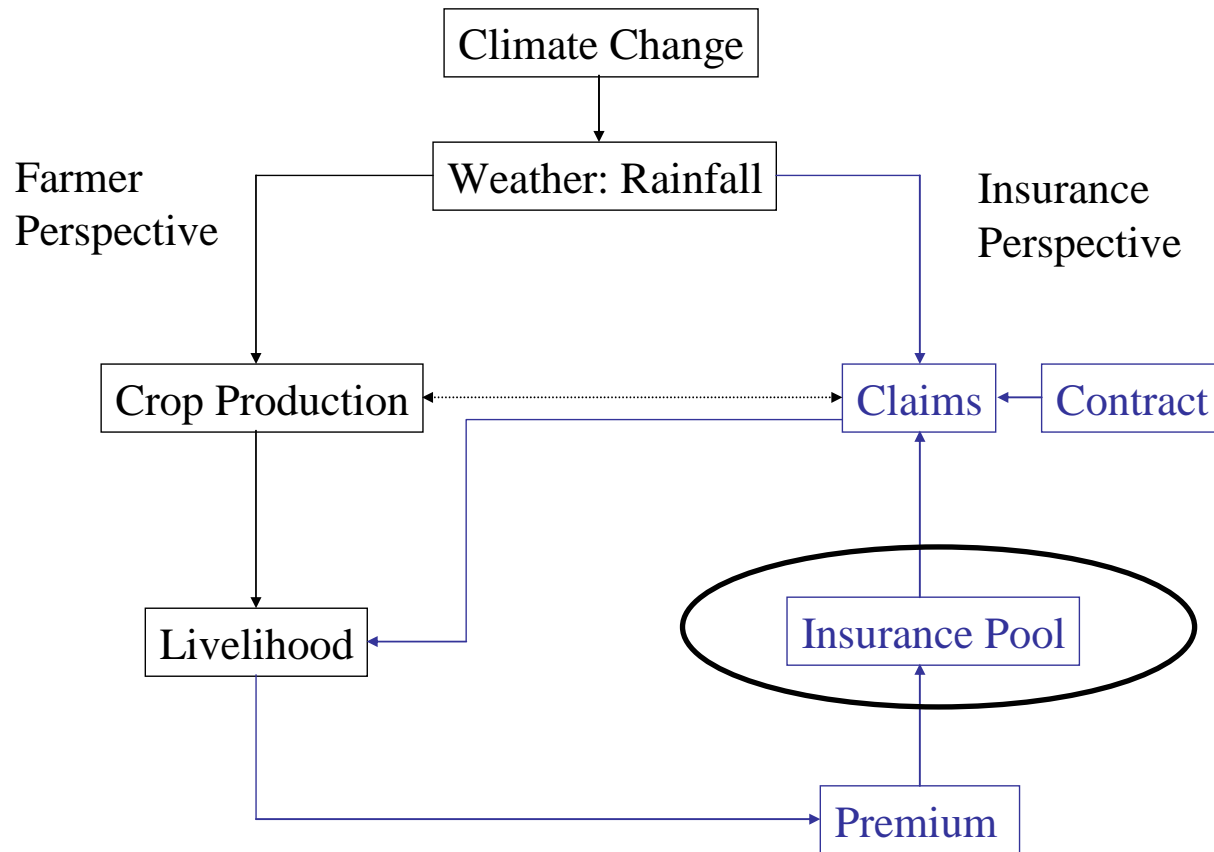 Climate Change
Weather: Rainfall
Farmer
Perspective
Insurance
Perspective
Crop Production
Claims
Contract
Livelihood
Insurance Pool
Premium